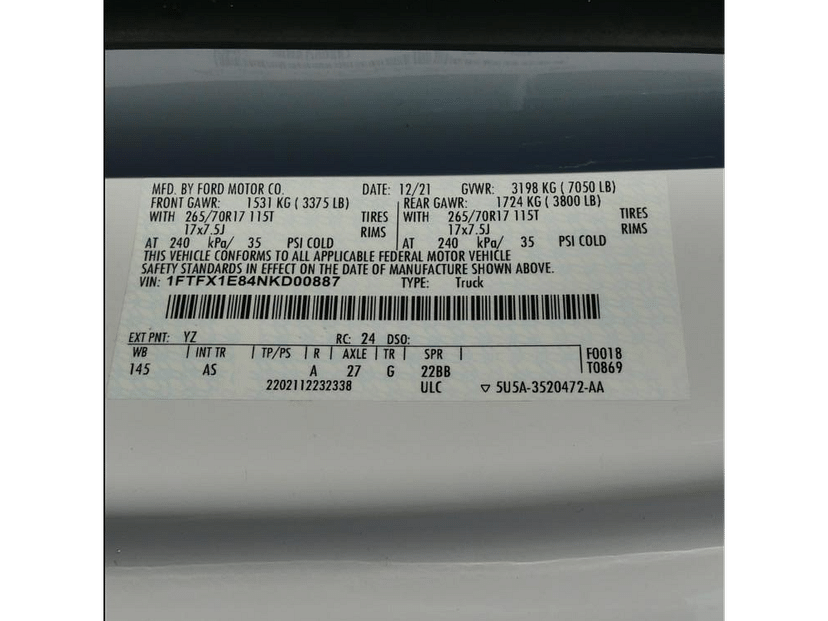 MFD. BY FORD MOTOR CO. DATE: 12/21 GVWR: 3198 KG ( 7050 LB)
FRONT GAWR: 1531 KG ( 3375 LB) REAR GAWR: 1724 KG ( 3800 LB)
WITH 265/70R17 115T TIRES WITH 265/70R17 115T TIRES
17x7.5J RIMS 17x7.5J RIMS
AT 240 kPa/ 35 PSI COLD AT 240 kPa/ 35 PSI COLD
THIS VEHICLE CONFORMS TO ALL APPLICABLE FEDERAL MOTOR VEHICLE
SAFETY STANDARDS IN EFFECT ON THE DATE OF MANUFACTURE SHOWN ABOVE.
VIN: 1FTFX1E84NKD00887 TYPE: Truck
EXT PNT: YZ RC: 24 DSO:
WB INT TR TP/PS R AXLE TR SPR F0018
145 AS A 27 G 22BB T0869
2202112232338 ULC ▽ 5U5A-3520472-AA